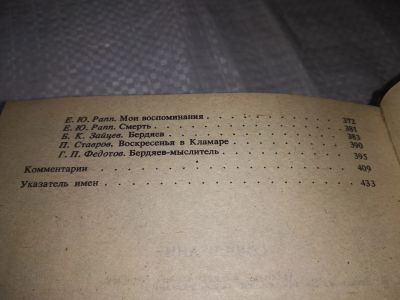 Е. Ю. Рапп. Мои воспоминания . . . . . . . . . . . . 372
Е. Ю. Рапп. Смерть . . . . . . . . . . . . . . . . 381
Б. К. Зайцев. Бердяев . . . . . . . . . . . . . . . 383
П. Ставров. Воскресенья в Кламаре . . . . . . . . . 390
Г. П. Федотов. Бердяев-мыслитель . . . . . . . . . . 395
Комментарии . . . . . . . . . . . . . . . . . . 409
Указатель имен . . . . . . . . . . . . . . . . . 433